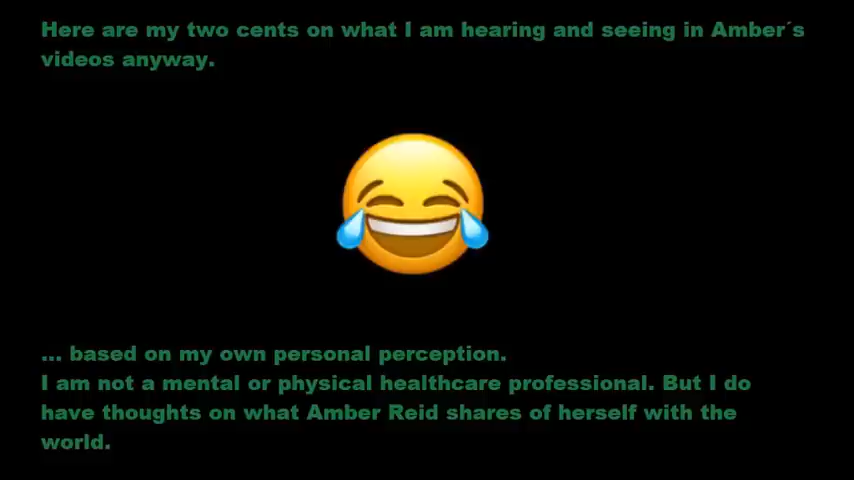 Here are my two cents on what I am hearing and seeing in Amber´s
videos anyway.
... based on my own personal perception.
I am not a mental or physical healthcare professional. But I do
have thoughts on what Amber Reid shares of herself with the
world.